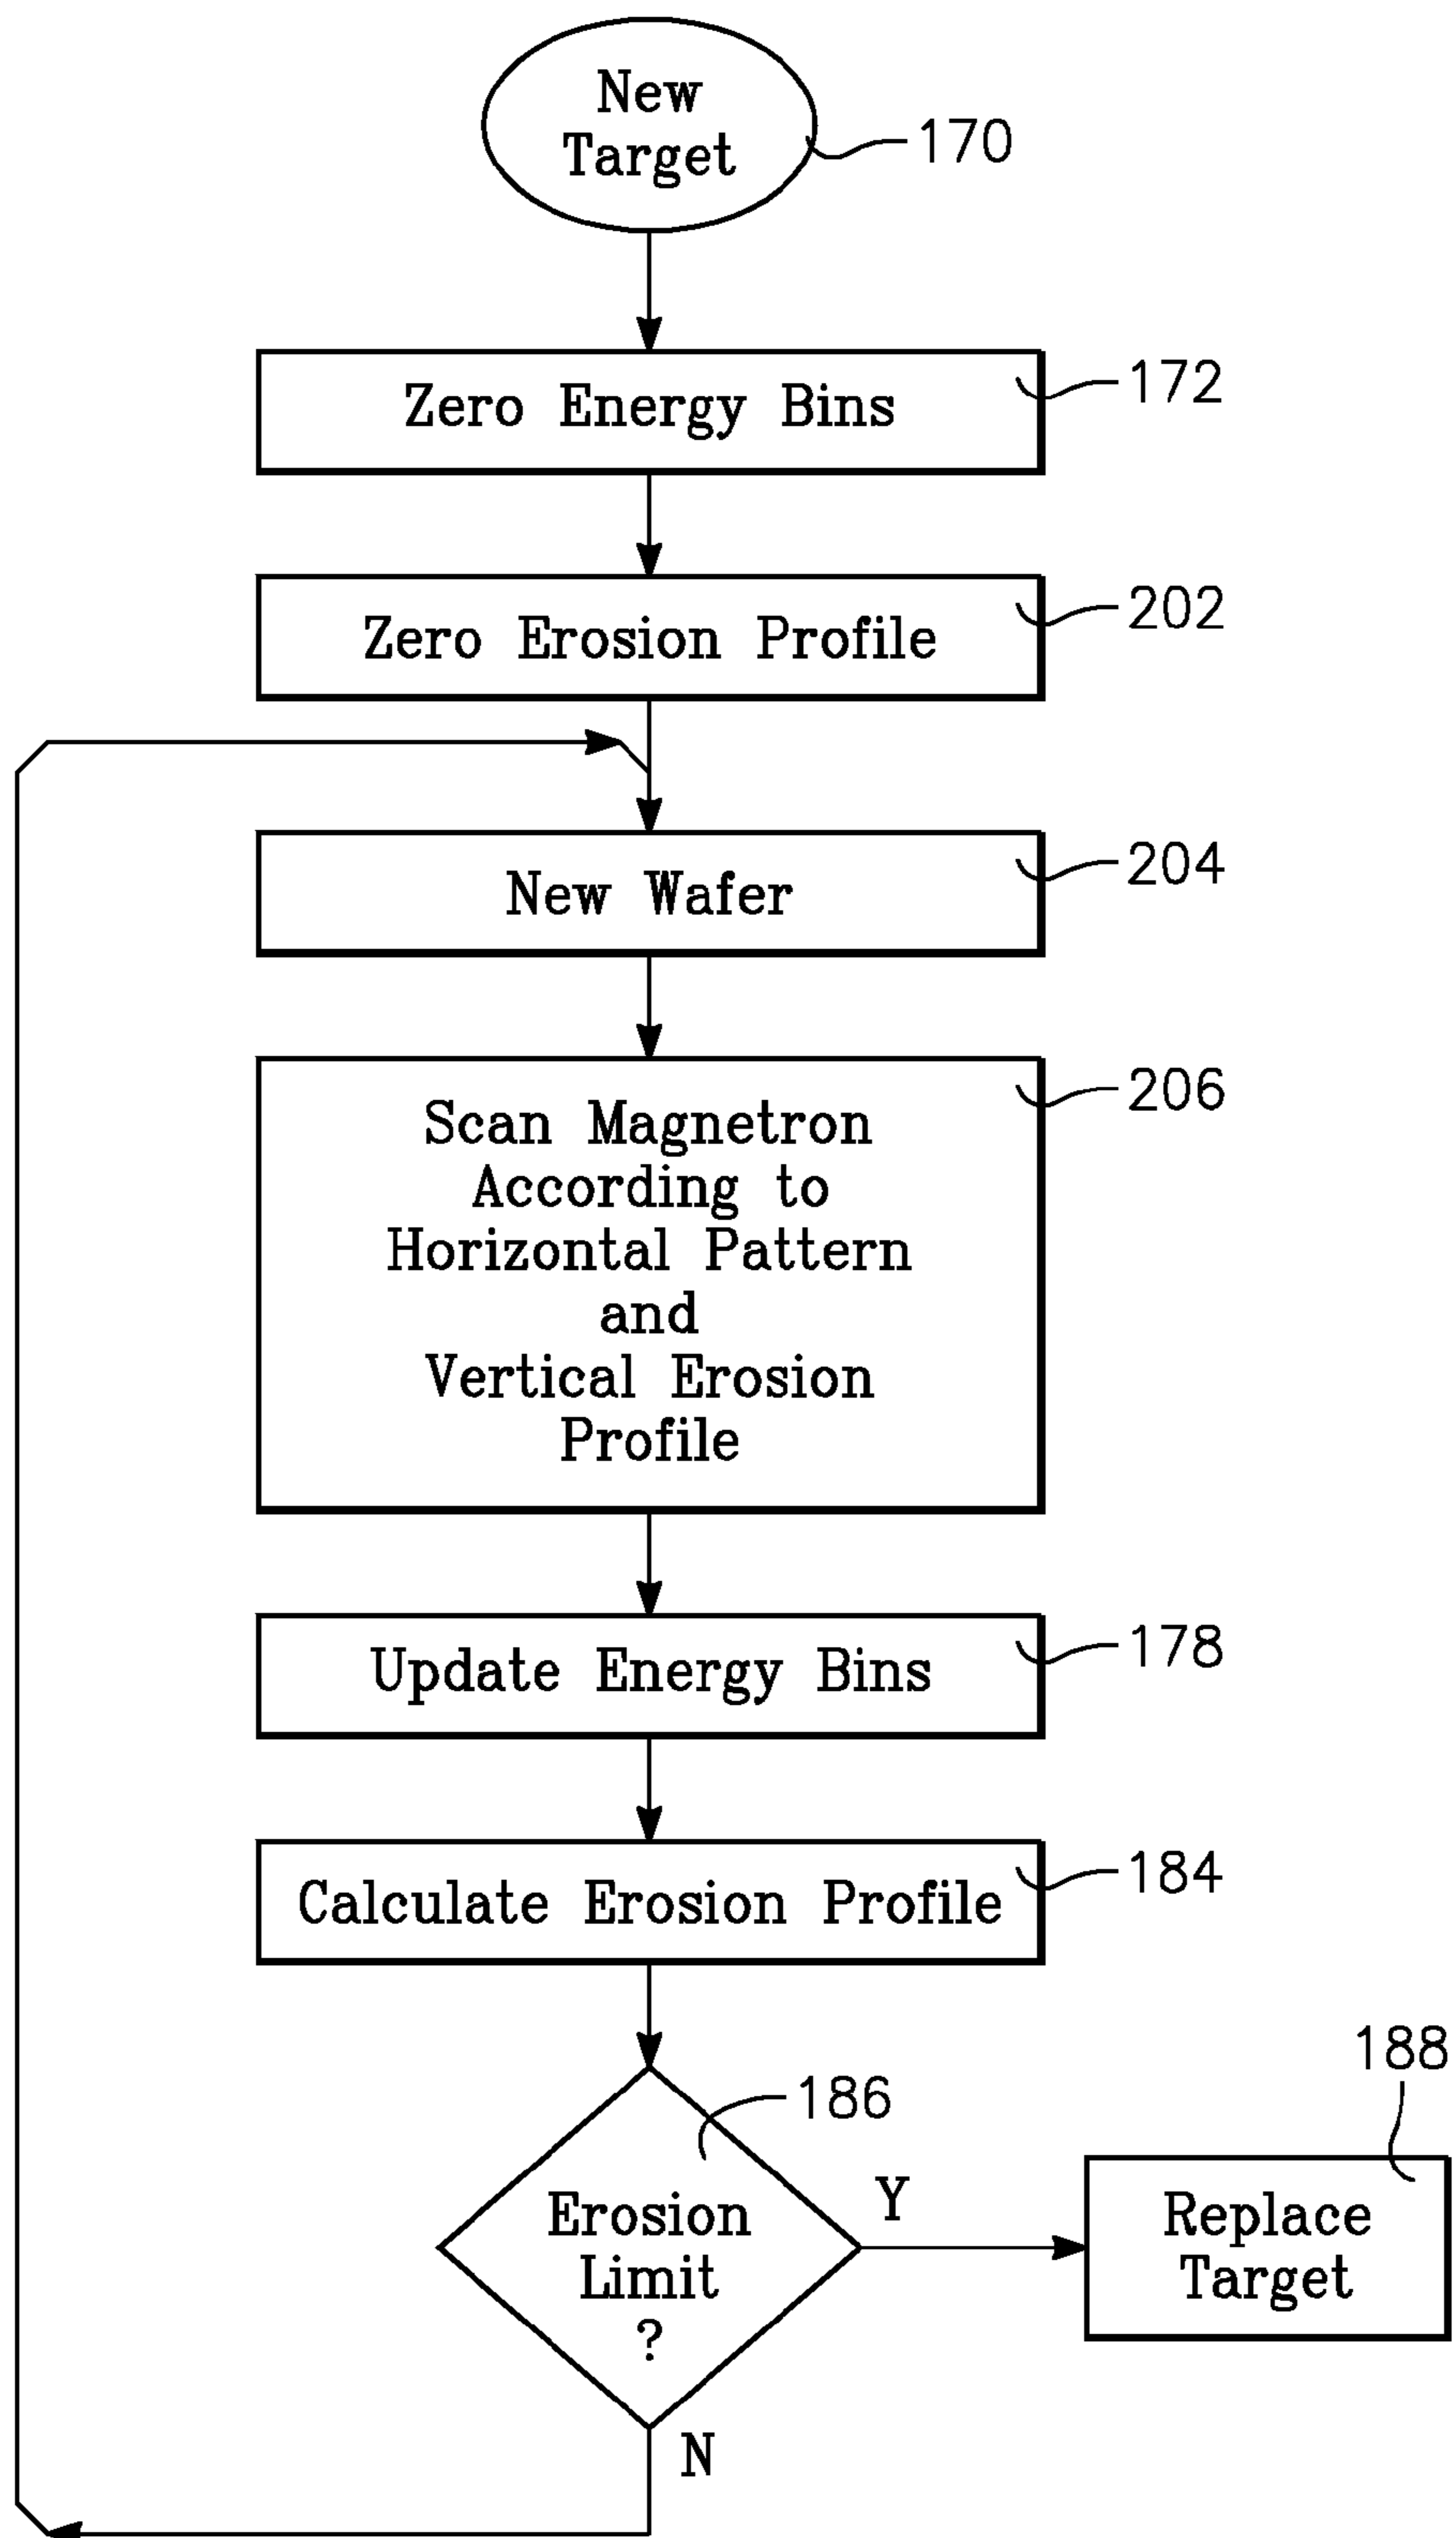 New
Target
170
Zero Energy Bins
172
Zero Erosion Profile
202
New Wafer
204
Scan Magnetron
According to
Horizontal Pattern
and
Vertical Erosion
Profile
206
Update Energy Bins
178
Calculate Erosion Profile
184
186
Erosion
Limit
?
Y
N
188
Replace
Target